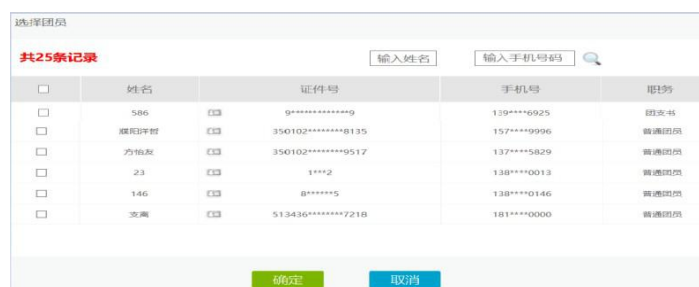 选择团员
共25条记录 输入姓名 输入手机号码
姓名 证件号 手机号 职务
586 9*************9 139****6925 团支书
濮阳洋哲 350102********8135 157****9996 普通团员
方怡友 350102********9517 137****5829 普通团员
23 1***2 138****0013 普通团员
146 8******5 138****0146 普通团员
支离 513436********7218 181****0000 普通团员
确定 取消